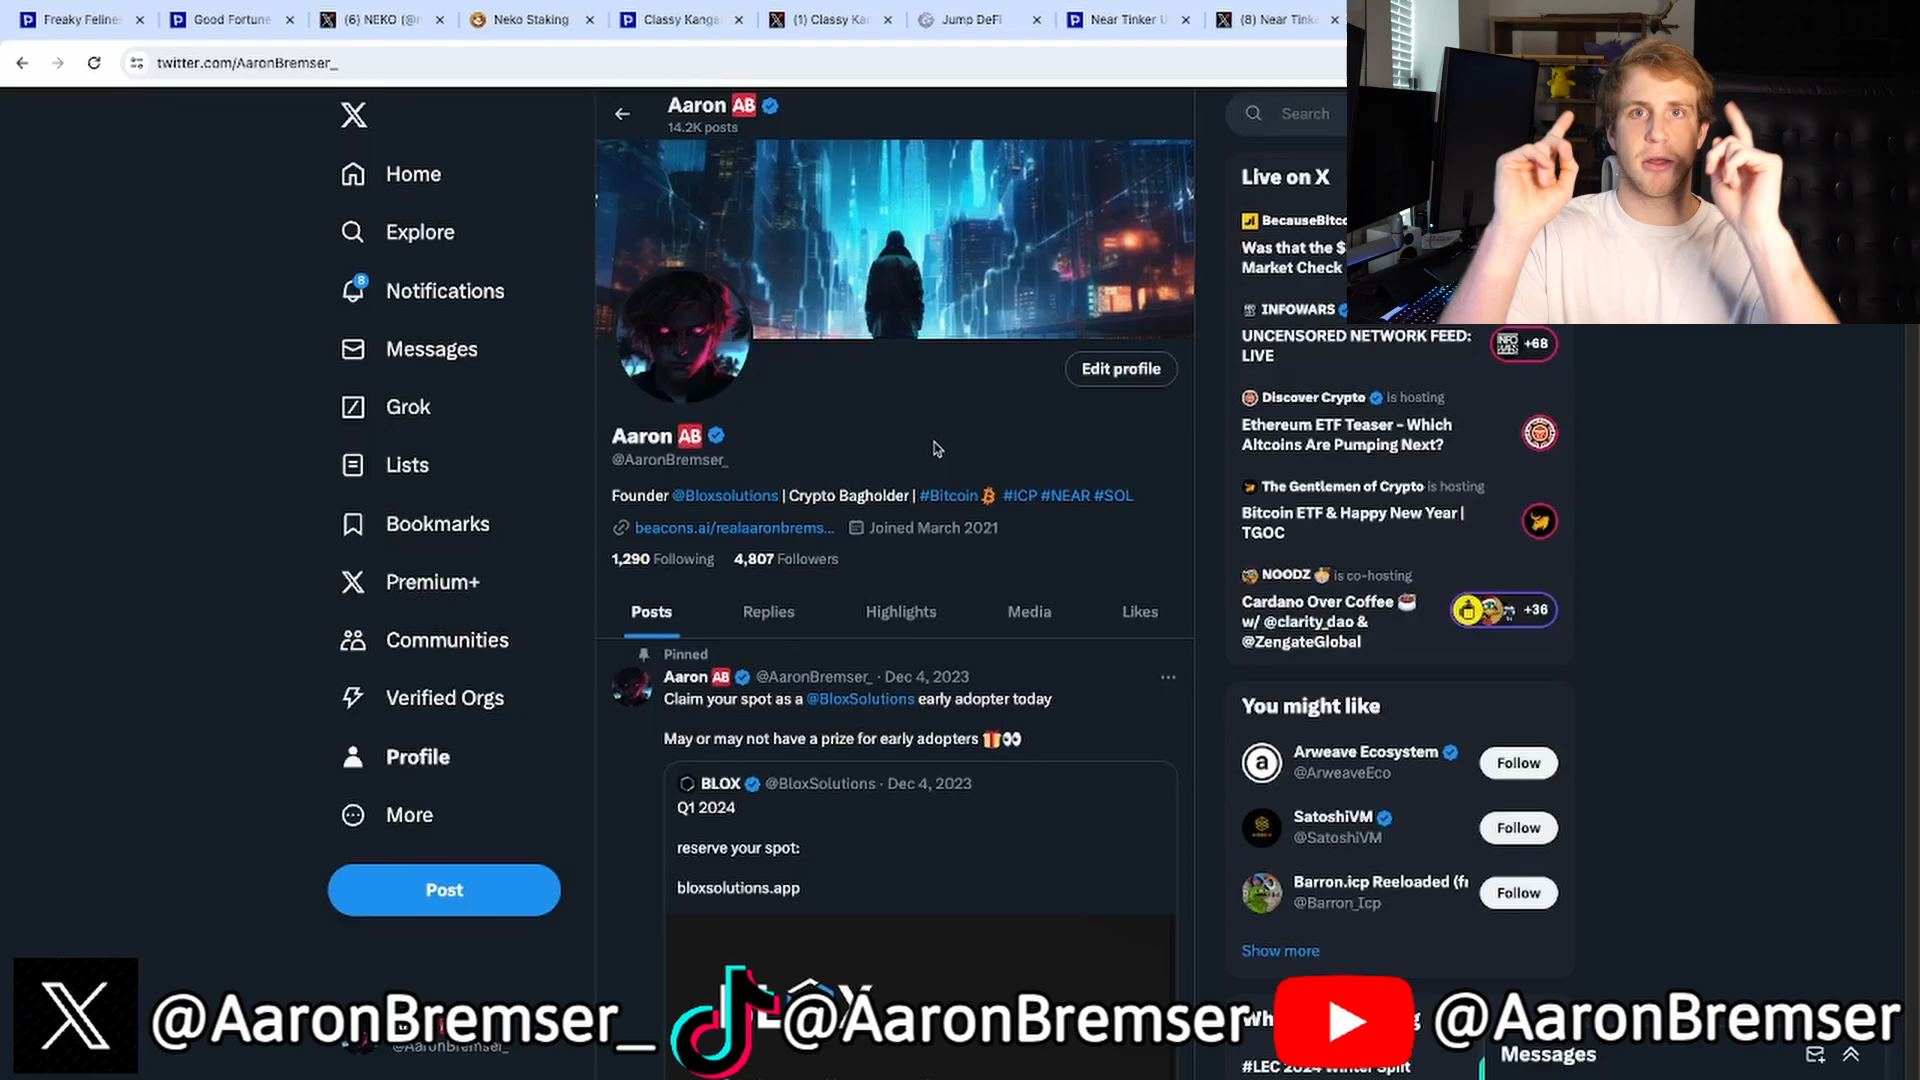 Freaky Feline
Good Fortune
(6) NEKO (@n
Neko Staking
Classy Kanga
(1) Classy Ka
Jump DeFi
Near Tinker U
(8) Near Tink
twitter.com/AaronBremser_
Home
Explore
8
Notifications
Messages
Grok
Lists
Bookmarks
Premium+
Communities
Verified Orgs
Profile
More
Post
Aaron AB
14.2K posts
Edit profile
Aaron AB
@AaronBremser_
Founder @Bloxsolutions | Crypto Bagholder | #Bitcoin #ICP #NEAR #SOL
beacons.ai/realaaronbrems... Joined March 2021
1,290 Following 4,807 Followers
Posts Replies Highlights Media Likes
Pinned
Aaron AB @AaronBremser_ · Dec 4, 2023
Claim your spot as a @BloxSolutions early adopter today
May or may not have a prize for early adopters 🎁👀
BLOX @BloxSolutions · Dec 4, 2023
Q1 2024
reserve your spot:
bloxsolutions.app
Search
Live on X
BecauseBitco
Was that the $
Market Check
INFOWARS
UNCENSORED NETWORK FEED:
LIVE
+68
Discover Crypto is hosting
Ethereum ETF Teaser - Which
Altcoins Are Pumping Next?
The Gentlemen of Crypto is hosting
Bitcoin ETF & Happy New Year |
TGOC
NOODZ is co-hosting
Cardano Over Coffee ☕
w/ @clarity_dao &
@ZengateGlobal
+36
You might like
Arweave Ecosystem
@ArweaveEco
Follow
SatoshiVM
@SatoshiVM
Follow
Barron.icp Reeloaded (fr
@Barron_Icp
Follow
Show more
#LEC 2024 Winter Split
Messages
@AaronBremser_
@AaronBremser_
@AaronBremser
@AaronBremser